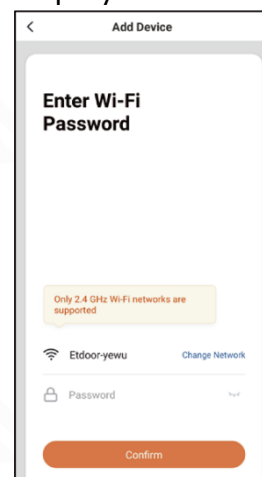 Add Device
Enter Wi-Fi
Password
Only 2.4 GHz Wi-Fi networks are
supported
Etdoor-yewu Change Network
Password
Confirm